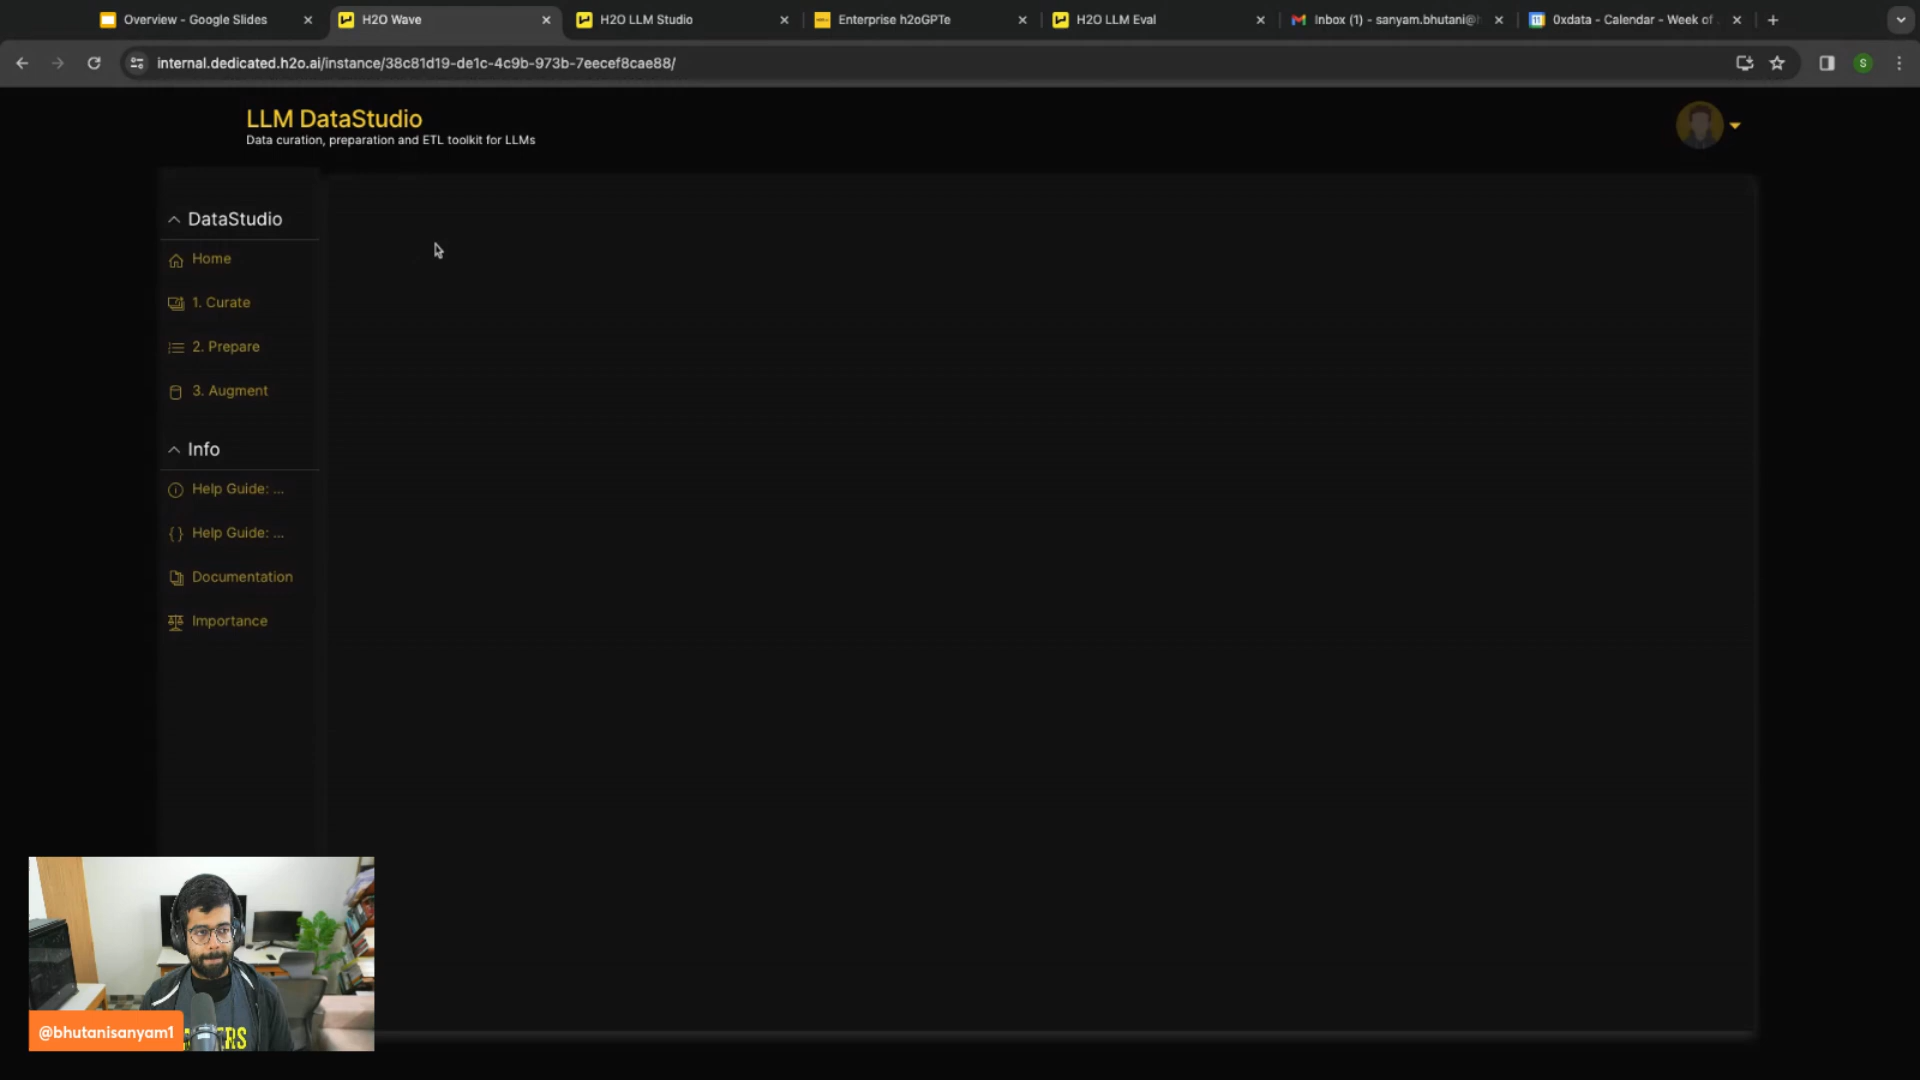 Overview - Google Slides
H2O Wave
H2O LLM Studio
Enterprise h2oGPTe
H2O LLM Eval
Inbox (1) - sanyam.bhutani@
0xdata - Calendar - Week of
internal.dedicated.h2o.ai/instance/38c81d19-de1c-4c9b-973b-7eecef8cae88/
S
LLM DataStudio
Data curation, preparation and ETL toolkit for LLMs
DataStudio
Home
1. Curate
2. Prepare
3. Augment
Info
Help Guide: ...
Help Guide: ...
Documentation
Importance
@bhutanisanyam1